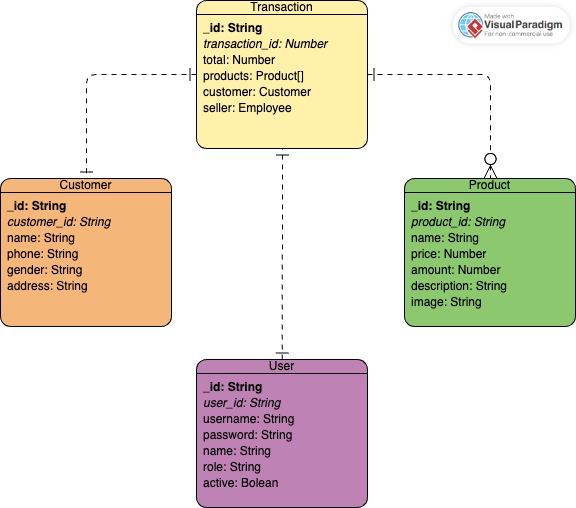 Transaction
_id: String
transaction_id: Number
total: Number
products: Product[]
customer: Customer
seller: Employee
Made with
Visual Paradigm
For non-commercial use
Customer
_id: String
customer_id: String
name: String
phone: String
gender: String
address: String
Product
_id: String
product_id: String
name: String
price: Number
amount: Number
description: String
image: String
User
_id: String
user_id: String
username: String
password: String
name: String
role: String
active: Bolean